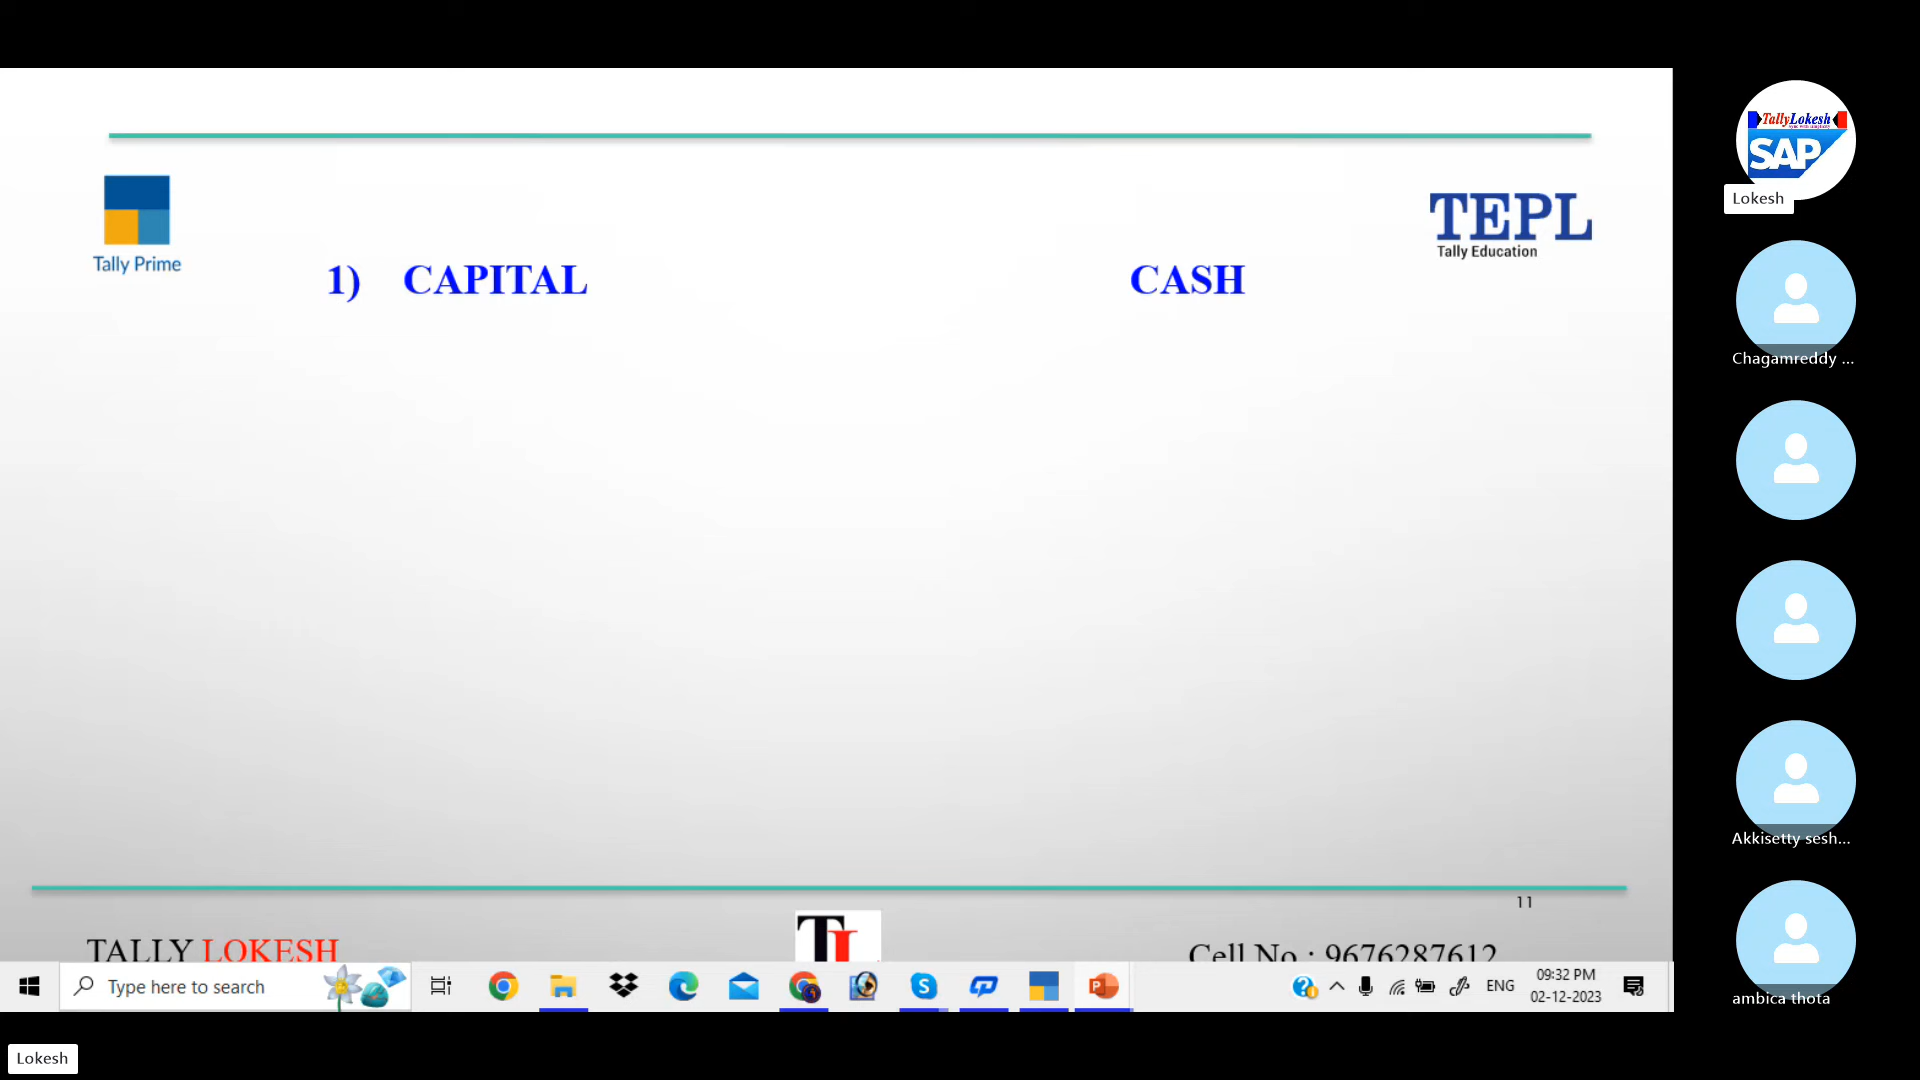 Tally Prime
TEPL
Tally Education
1) CAPITAL CASH
11
TALLY LOKESH
TL
Cell No : 9676287612
Type here to search
ENG
09:32 PM
02-12-2023
TallyLokesh
SAP
Lokesh
Chagamreddy ...
Akkisetty sesh...
ambica thota
Lokesh